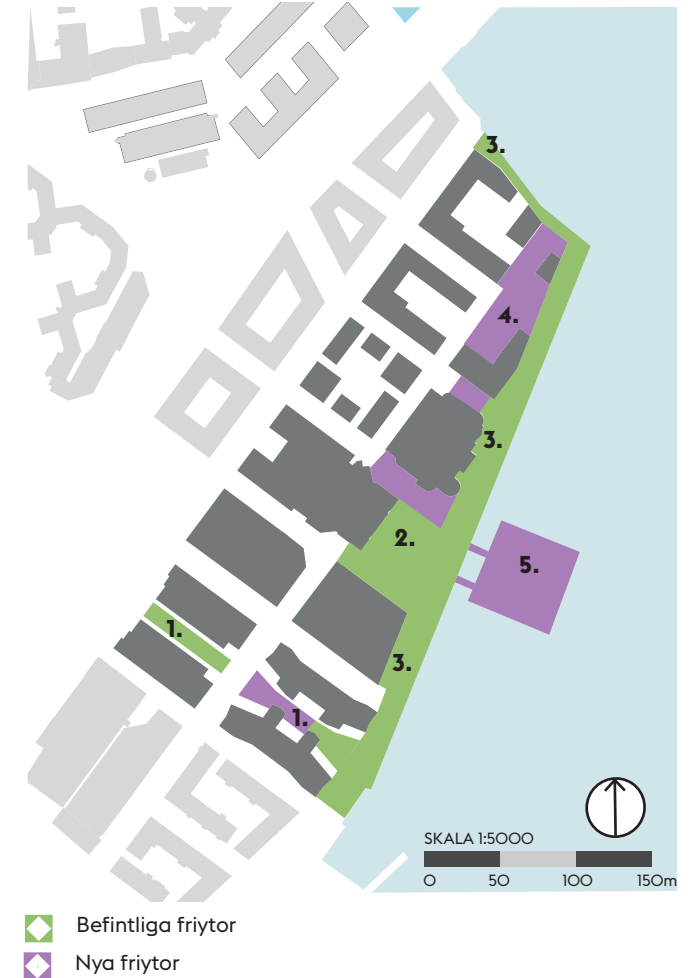 3.
4.
3.
2.
5.
1.
3.
1.
SKALA 1:5000
0 50 100 150m
Befintliga friytor
Nya friytor